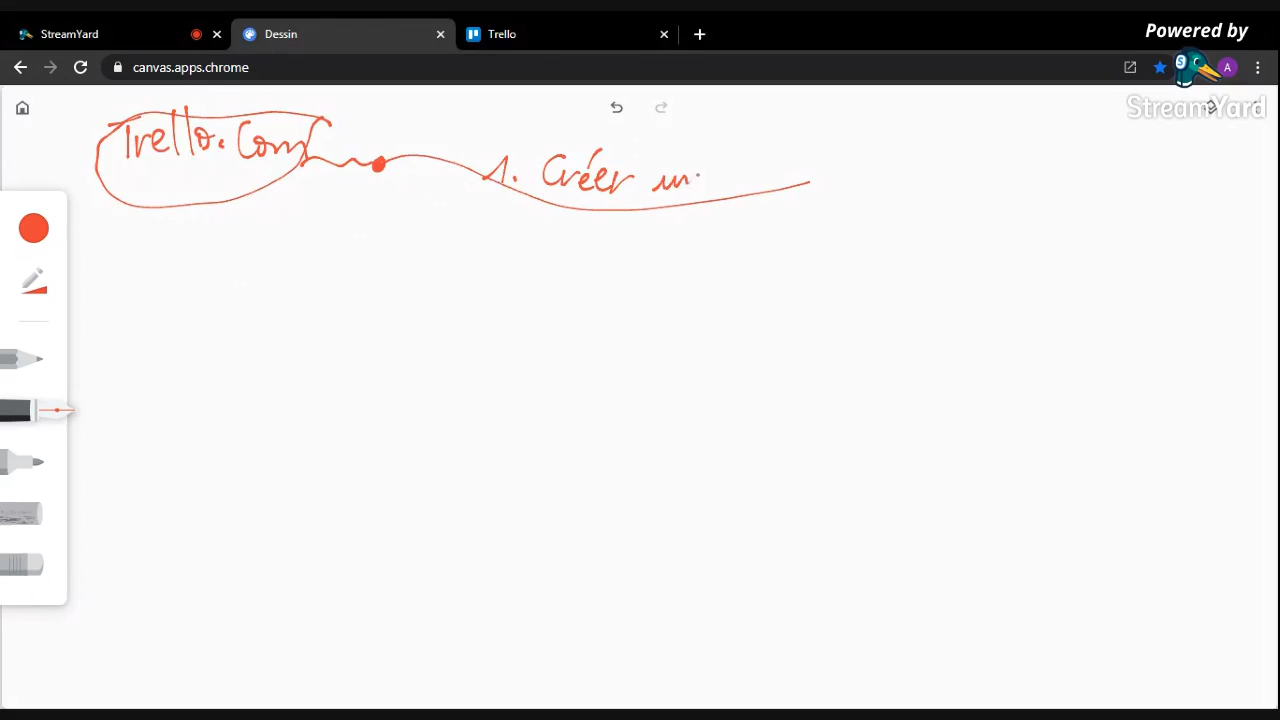 Powered by
StreamYard
Dessin
Trello
canvas.apps.chrome
A
StreamYard
Trello.com
1. Créer un